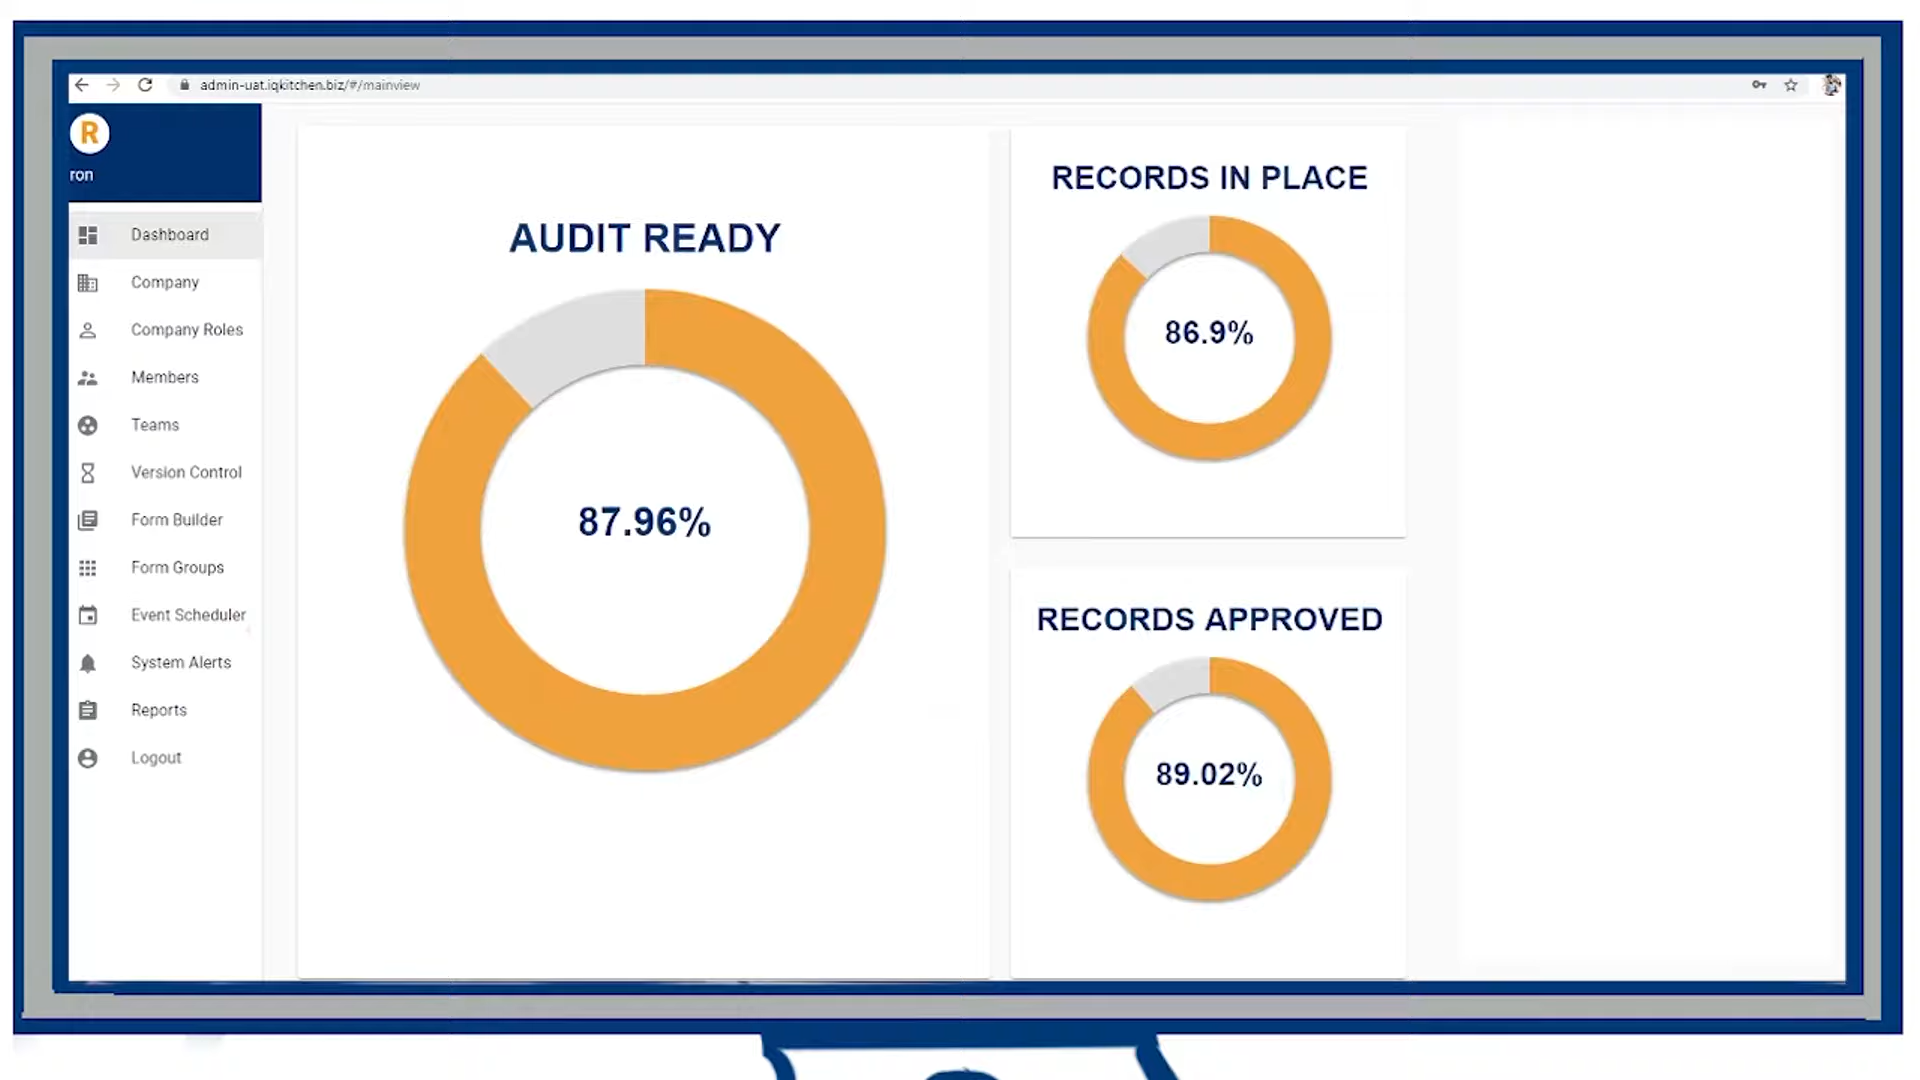 admin-uat.iqkitchen.biz/#/mainview
R
ron
Dashboard
Company
Company Roles
Members
Teams
Version Control
Form Builder
Form Groups
Event Scheduler
System Alerts
Reports
Logout
AUDIT READY
87.96%
RECORDS IN PLACE
86.9%
RECORDS APPROVED
89.02%